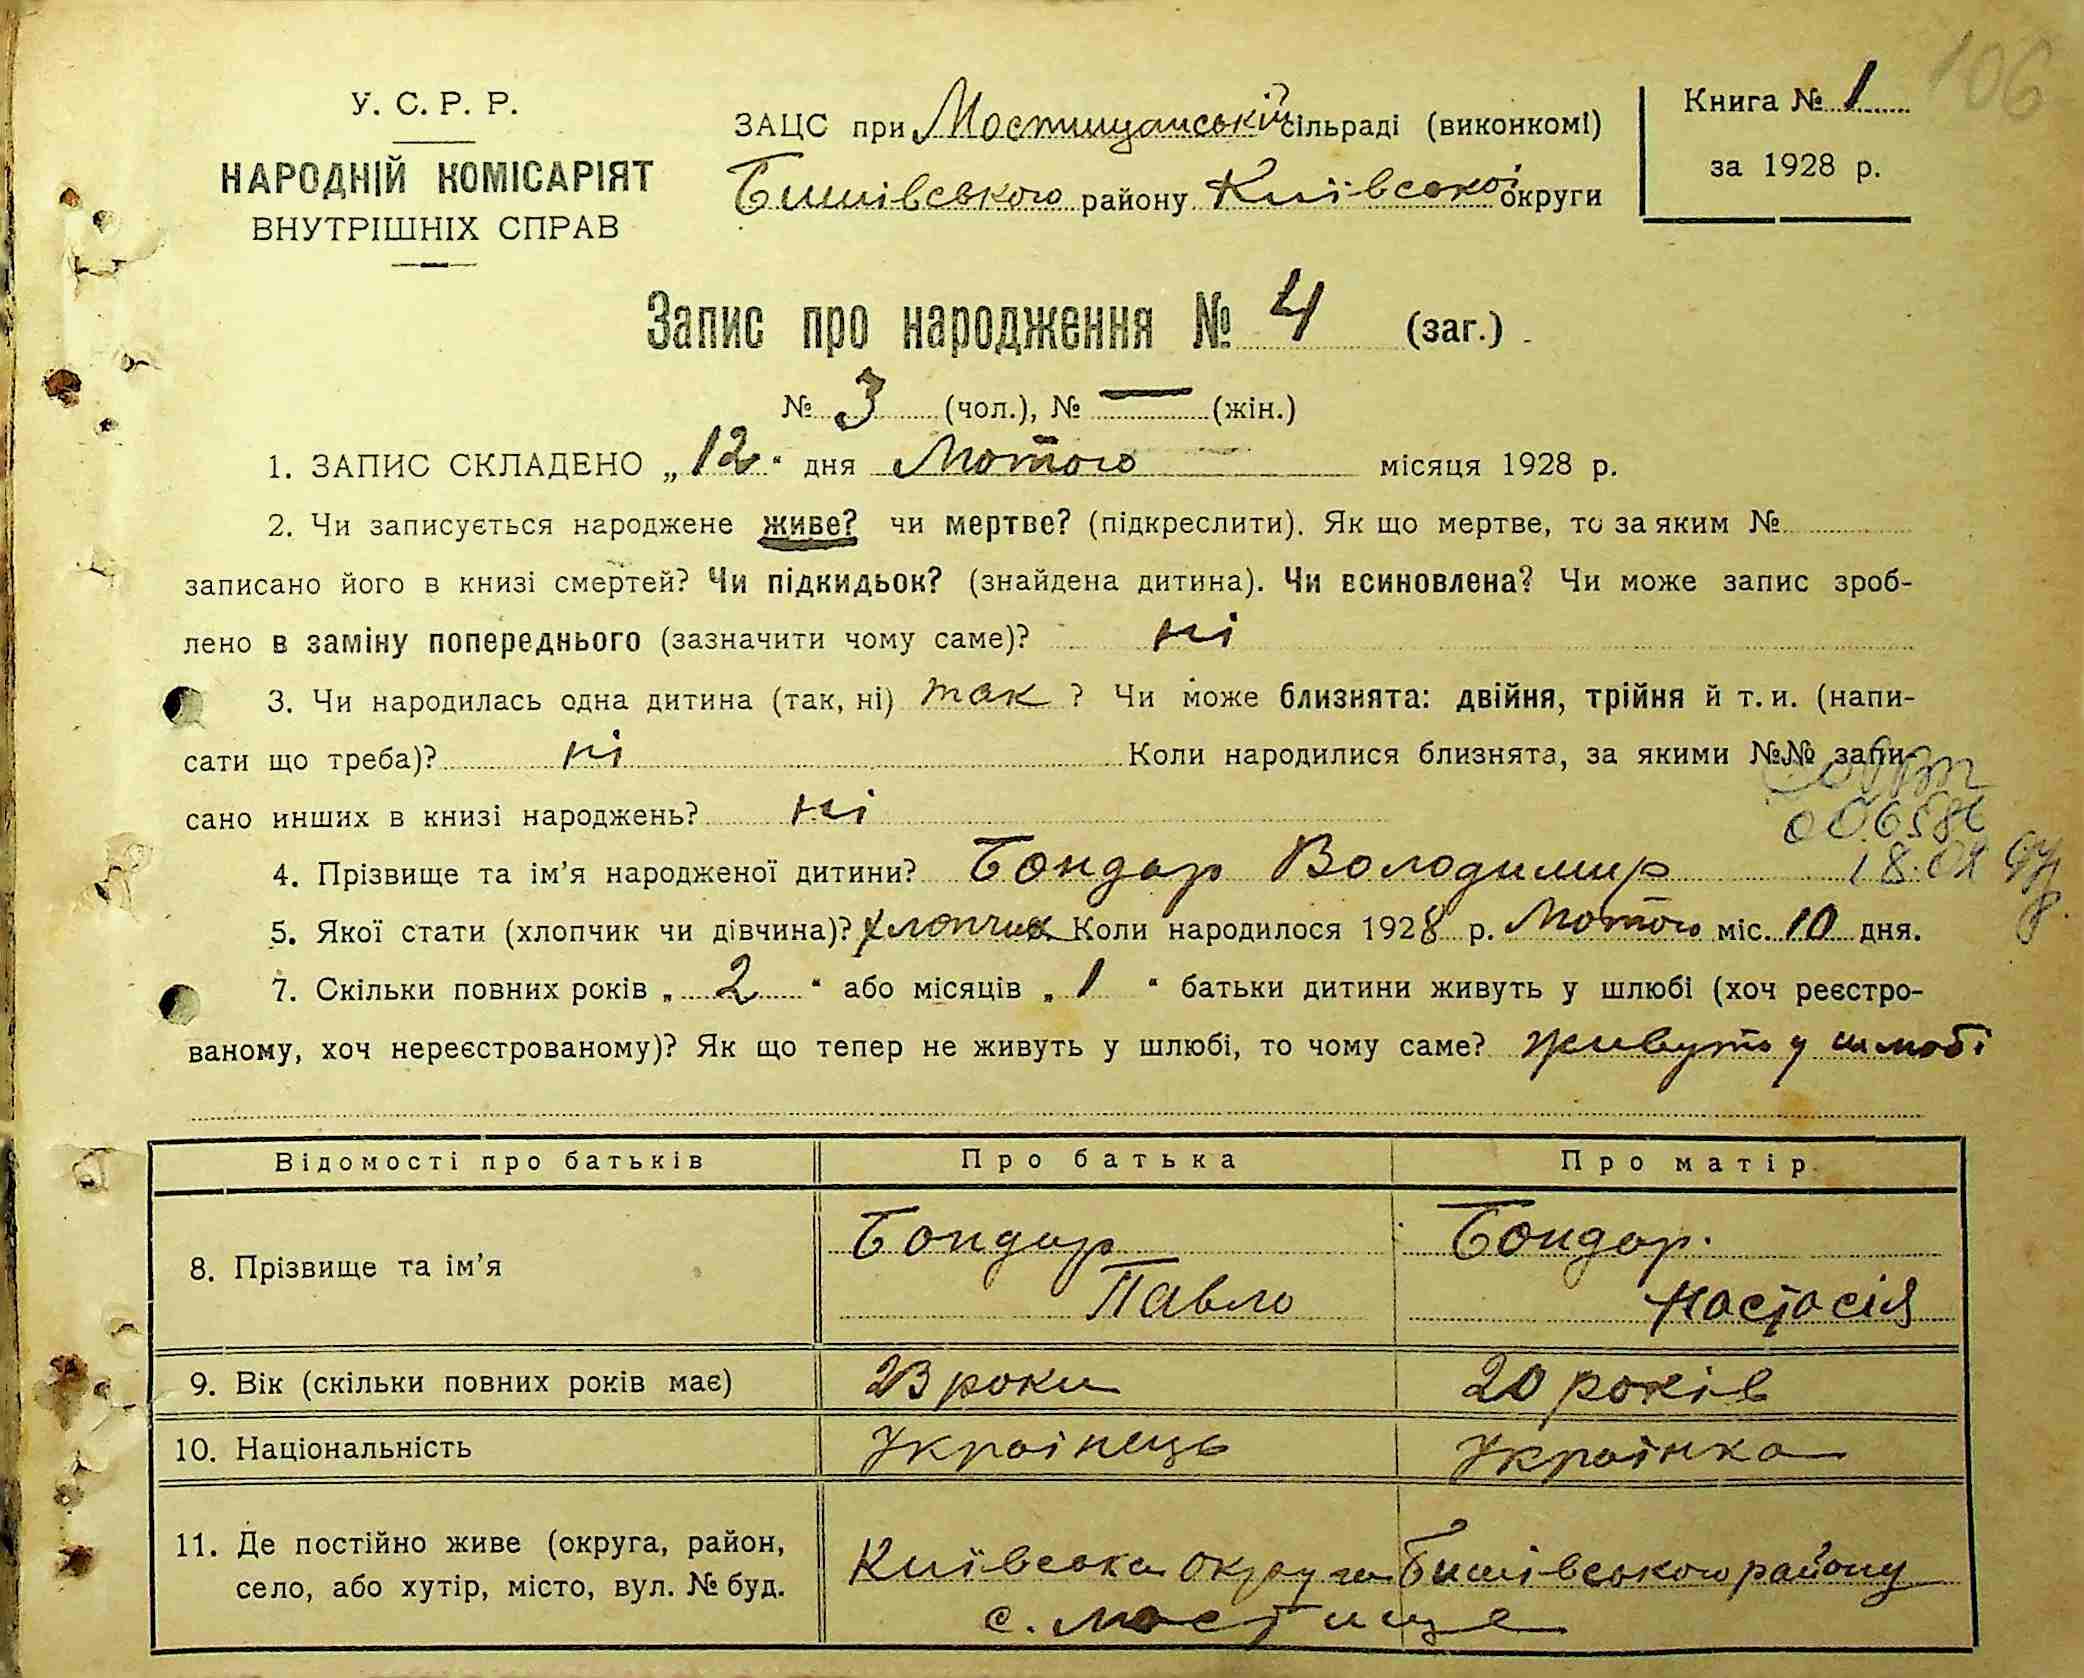 106
У. С. Р. Р.
НАРОДНІЙ КОМІСАРІЯТ
ВНУТРІШНІХ СПРАВ
ЗАЦС при Мостищанській сільраді (виконкомі)
Бишівського району Київської округи
Книга № 1
за 1928 р.
Запис про народження № 4 (заг.)
№ 3 (чол.), № — (жін.)
1. ЗАПИС СКЛАДЕНО „12“ дня Лютого місяця 1928 р.
2. Чи записується народжене живе? чи мертве? (підкреслити). Як що мертве, то за яким №
записано його в книзі смертей? Чи підкидьок? (знайдена дитина). Чи всиновлена? Чи може запис зроб-
лено в заміну попереднього (зазначити чому саме)? ні
3. Чи народилась одна дитина (так, ні) так ? Чи може близнята: двійня, трійня й т. и. (напи-
сати що треба)? ні Коли народилися близнята, за якими №№ запи-
сано инших в книзі народжень? ні
4. Прізвище та ім’я народженої дитини? Бондар Володимир
5. Якої стати (хлопчик чи дівчина)? хлопчик Коли народилося 1928 р. Лютого міс. 10 дня.
7. Скільки повних років „2“ або місяців „1“ батьки дитини живуть у шлюбі (хоч реєстро-
ваному, хоч нереєстрованому)? Як що тепер не живуть у шлюбі, то чому саме? живуть у шлюбі
Відомості про батьків Про батька Про матір
8. Прізвище та ім’я Бондар Павло Бондар. Настасія
9. Вік (скільки повних років має) 23 роки 20 років
10. Національність Українець Українка
11. Де постійно живе (округа, район,
село, або хутір, місто, вул. № буд.
Київська округа Бишівського району
с. Мостище